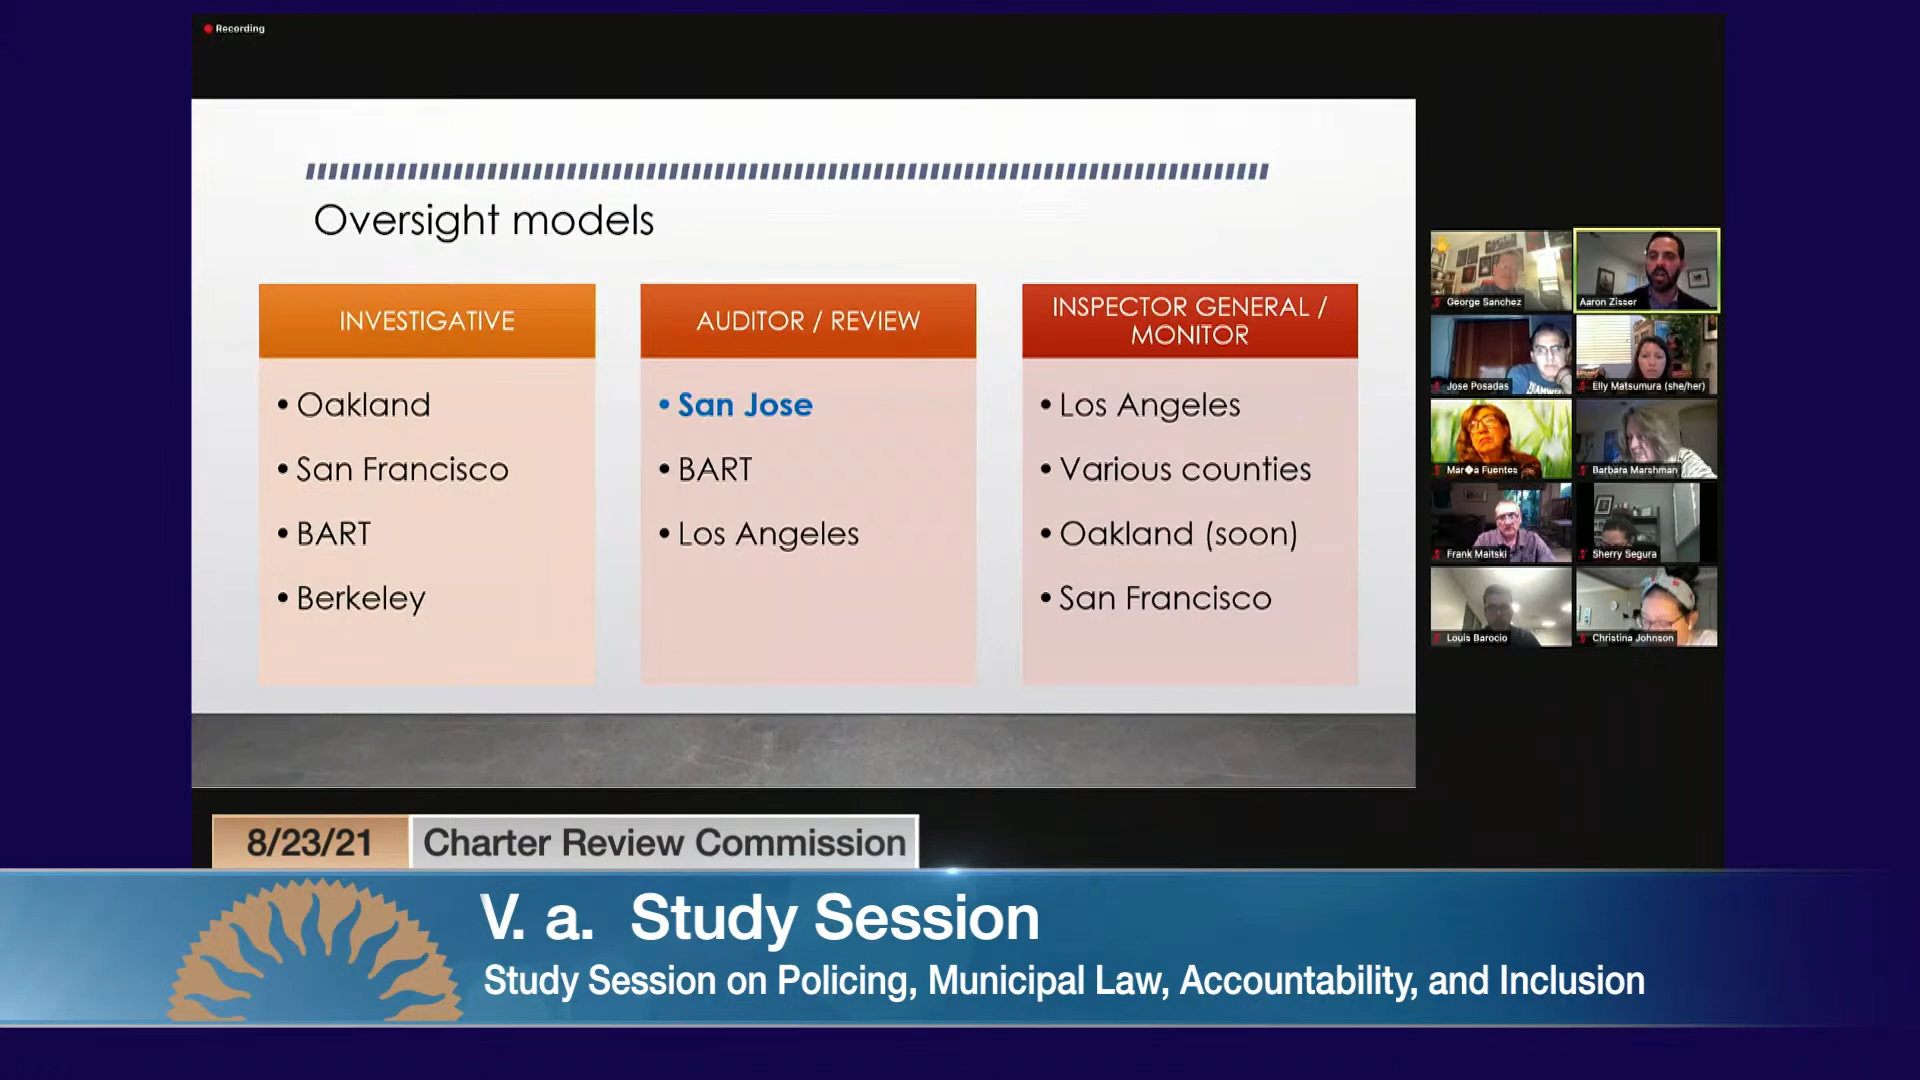 Recording
Oversight models
INVESTIGATIVE
• Oakland
• San Francisco
• BART
• Berkeley
AUDITOR / REVIEW
• San Jose
• BART
• Los Angeles
INSPECTOR GENERAL /
MONITOR
• Los Angeles
• Various counties
• Oakland (soon)
• San Francisco
George Sanchez
Aaron Zisser
Jose Posadas
Elly Matsumura (she/her)
Mar�a Fuentes
Barbara Marshman
Frank Maitski
Sherry Segura
Louis Barocio
Christina Johnson
8/23/21
Charter Review Commission
V. a. Study Session
Study Session on Policing, Municipal Law, Accountability, and Inclusion